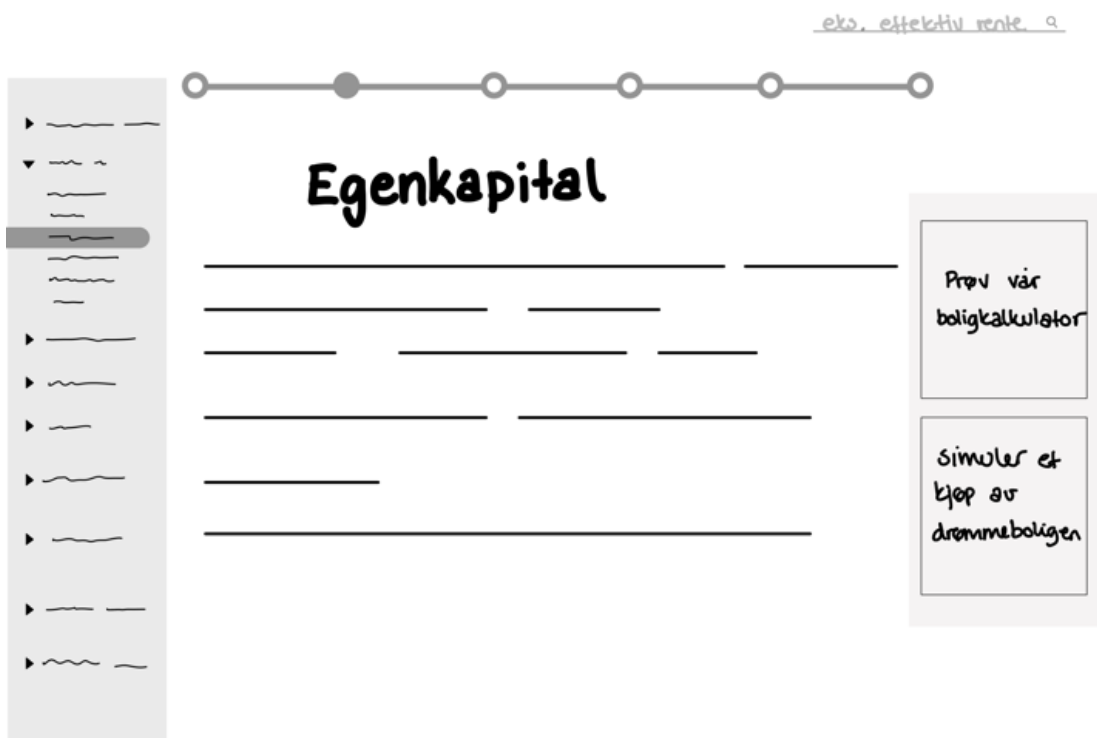 eks. effektiv rente
Egenkapital
Prøv vår
boligkalkulator
Simuler et
kjøp av
drømmeboligen